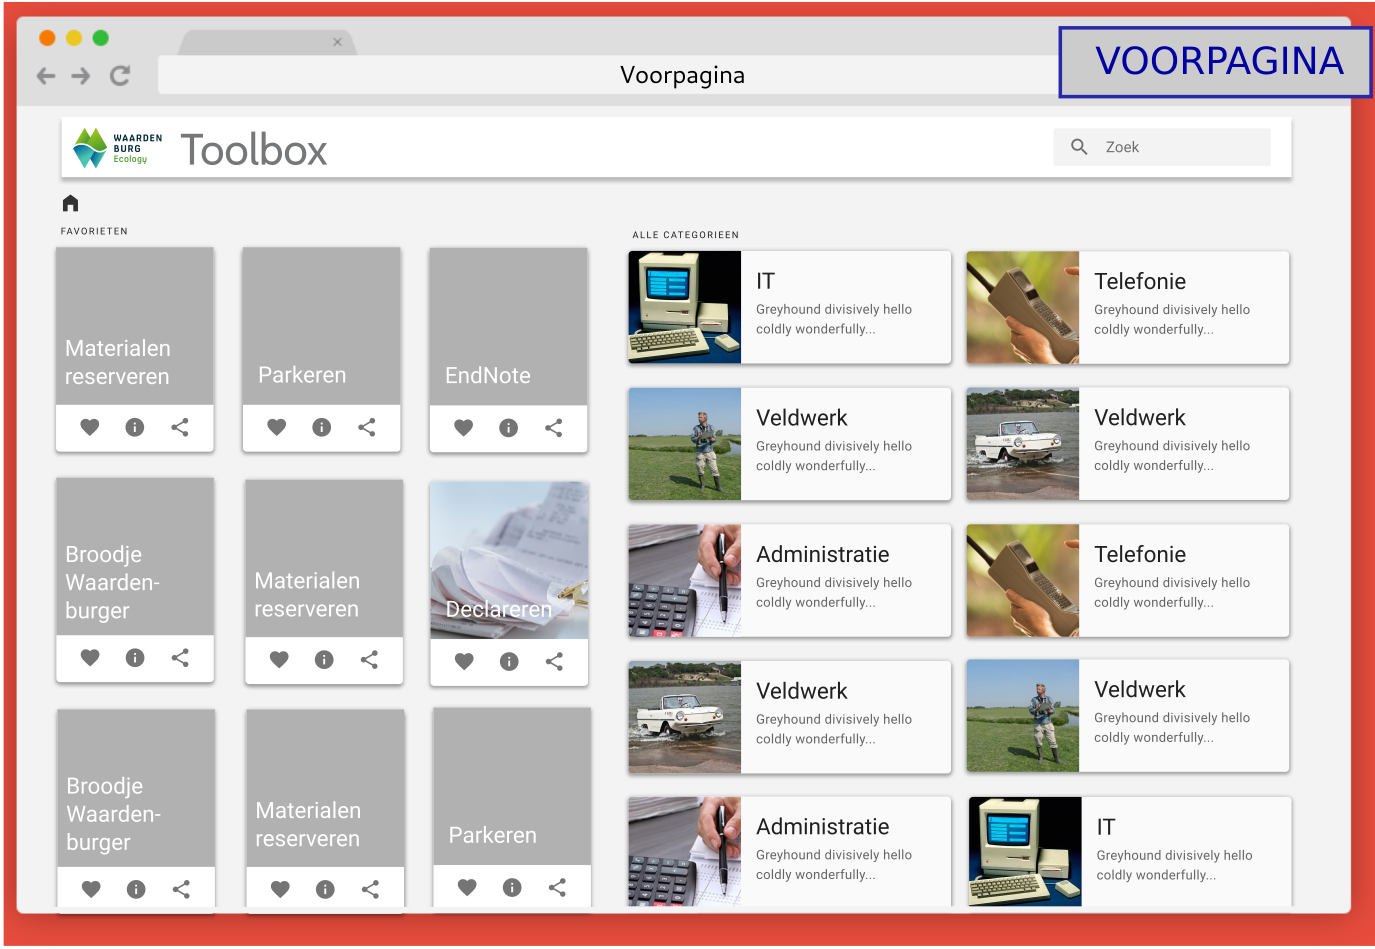 Voorpagina
VOORPAGINA
WAARDEN
BURG
Ecology
Toolbox
Zoek
FAVORIETEN
Materialen
reserveren
Parkeren
EndNote
Broodje
Waarden-
burger
Materialen
reserveren
Declareren
Broodje
Waarden-
burger
Materialen
reserveren
Parkeren
ALLE CATEGORIEEN
IT
Greyhound divisively hello
coldly wonderfully...
Telefonie
Greyhound divisively hello
coldly wonderfully...
Veldwerk
Greyhound divisively hello
coldly wonderfully...
Veldwerk
Greyhound divisively hello
coldly wonderfully...
Administratie
Greyhound divisively hello
coldly wonderfully...
Telefonie
Greyhound divisively hello
coldly wonderfully...
Veldwerk
Greyhound divisively hello
coldly wonderfully...
Veldwerk
Greyhound divisively hello
coldly wonderfully...
Administratie
Greyhound divisively hello
coldly wonderfully...
IT
Greyhound divisively hello
coldly wonderfully...